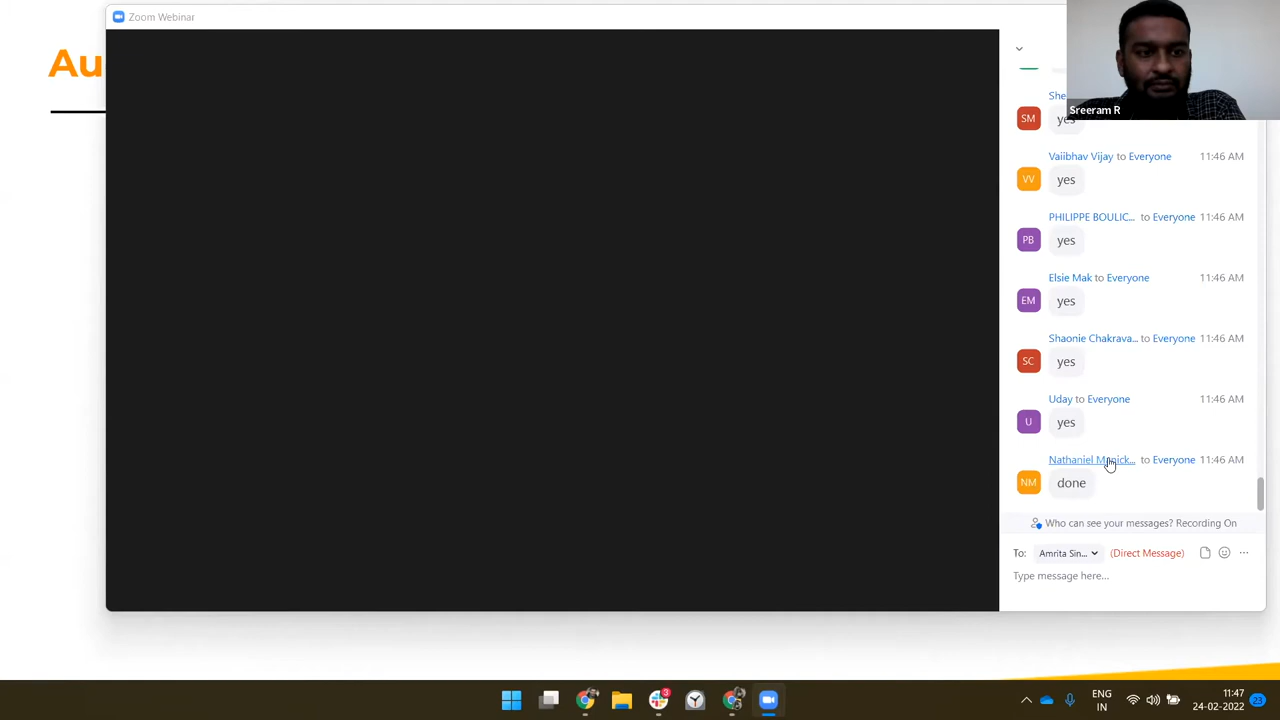 Zoom Webinar
Au
Sreeram R
She
SM
yes
Vaiibhav Vijay to Everyone 11:46 AM
VV
yes
PHILIPPE BOULIC... to Everyone 11:46 AM
PB
yes
Elsie Mak to Everyone 11:46 AM
EM
yes
Shaonie Chakrava... to Everyone 11:46 AM
SC
yes
Uday to Everyone 11:46 AM
U
yes
Nathaniel ... to Everyone 11:46 AM
NM
done
Who can see your messages? Recording On
To: Amrita Sin... (Direct Message)
Type message here...
3
ENG
IN
11:47
24-02-2022
23